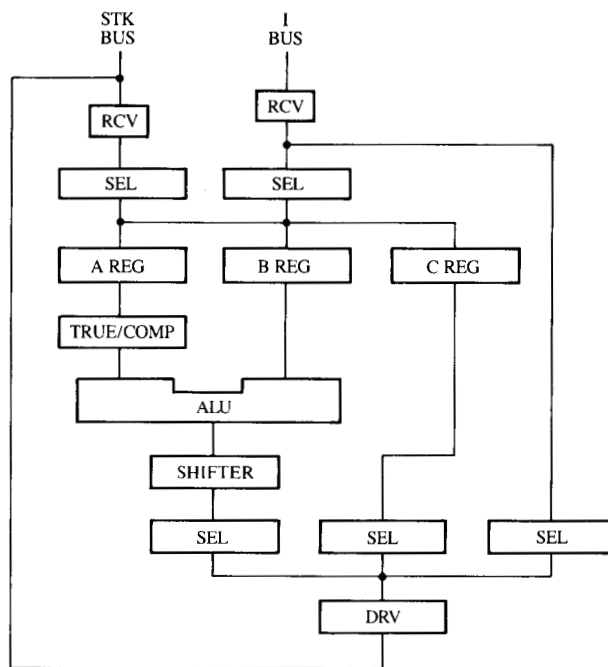 STK
BUS
I
BUS
RCV
RCV
SEL
SEL
A REG
B REG
C REG
TRUE/COMP
ALU
SHIFTER
SEL
SEL
SEL
DRV